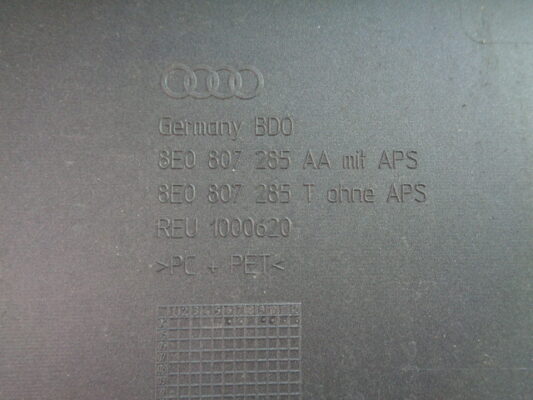 Germany BDO
8E0 807 285 AA mit APS
8E0 807 285 T ohne APS
REU 1000620
>PC + PET<